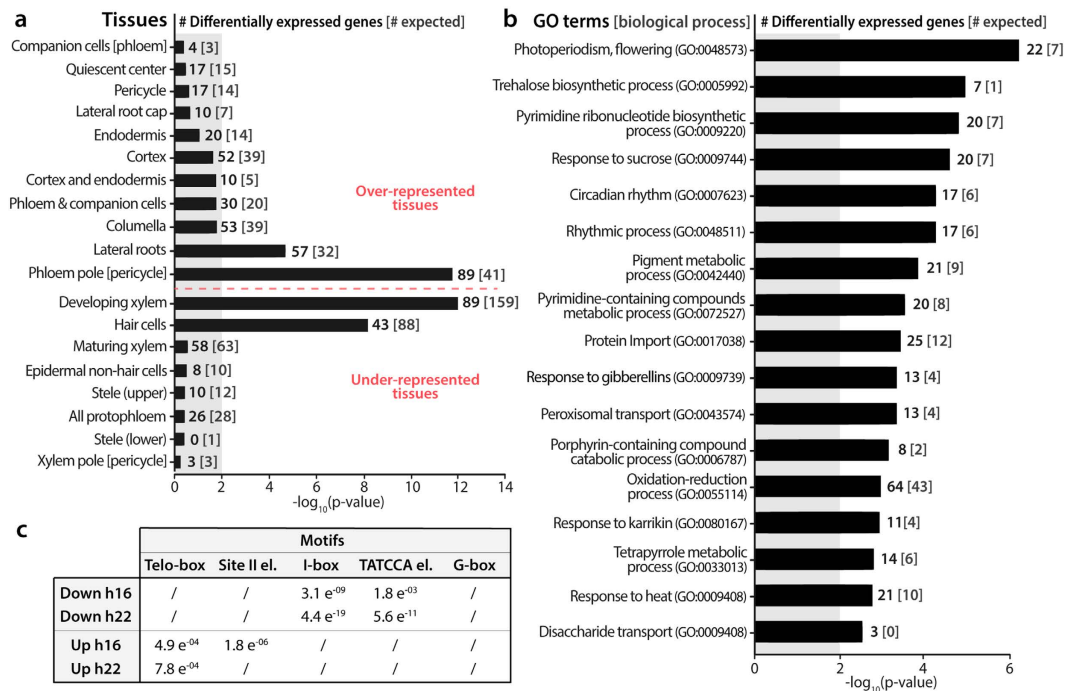 a
Tissues
# Differentially expressed genes [# expected]
Companion cells [phloem]
4 [3]
Quiescent center
17 [15]
Pericycle
17 [14]
Lateral root cap
10 [7]
Endodermis
20 [14]
Cortex
52 [39]
Cortex and endodermis
10 [5]
Phloem & companion cells
30 [20]
Columella
53 [39]
Lateral roots
57 [32]
Phloem pole [pericycle]
89 [41]
Over-represented
tissues
Developing xylem
89 [159]
Hair cells
43 [88]
Maturing xylem
58 [63]
Epidermal non-hair cells
8 [10]
Stele (upper)
10 [12]
All protophloem
26 [28]
Stele (lower)
0 [1]
Xylem pole [pericycle]
3 [3]
Under-represented
tissues
0 2 4 6 8 10 12 14
-log10(p-value)
b
GO terms [biological process]
# Differentially expressed genes [# expected]
Photoperiodism, flowering (GO:0048573)
22 [7]
Trehalose biosynthetic process (GO:0005992)
7 [1]
Pyrimidine ribonucleotide biosynthetic
process (GO:0009220)
20 [7]
Response to sucrose (GO:0009744)
20 [7]
Circadian rhythm (GO:0007623)
17 [6]
Rhythmic process (GO:0048511)
17 [6]
Pigment metabolic
process (GO:0042440)
21 [9]
Pyrimidine-containing compounds
metabolic process (GO:0072527)
20 [8]
Protein Import (GO:0017038)
25 [12]
Response to gibberellins (GO:0009739)
13 [4]
Peroxisomal transport (GO:0043574)
13 [4]
Porphyrin-containing compound
catabolic process (GO:0006787)
8 [2]
Oxidation-reduction
process (GO:0055114)
64 [43]
Response to karrikin (GO:0080167)
11[4]
Tetrapyrrole metabolic
process (GO:0033013)
14 [6]
Response to heat (GO:0009408)
21 [10]
Disaccharide transport (GO:0009408)
3 [0]
0 2 4 6
-log10(p-value)
c
Motifs
Telo-box Site II el. I-box TATCCA el. G-box
Down h16 / / 3.1 e-09 1.8 e-03 /
Down h22 / / 4.4 e-19 5.6 e-11 /
Up h16 4.9 e-04 1.8 e-06 / / /
Up h22 7.8 e-04 / / / /